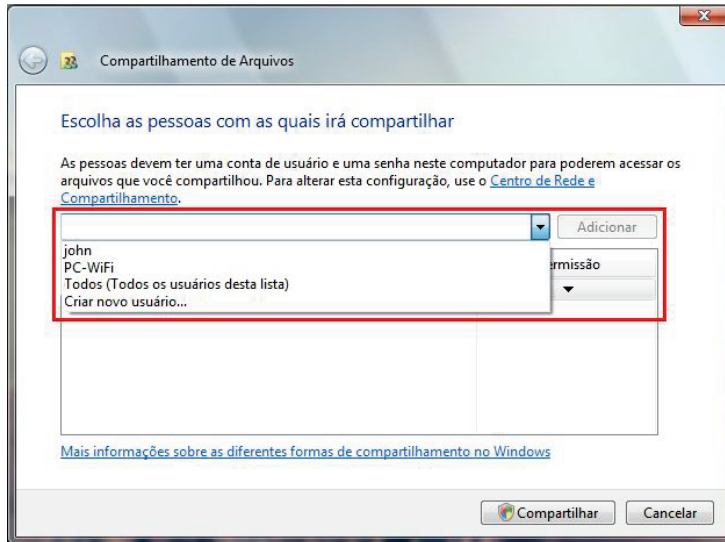 Compartilhamento de Arquivos
Escolha as pessoas com as quais irá compartilhar
As pessoas devem ter uma conta de usuário e uma senha neste computador para poderem acessar os
arquivos que você compartilhou. Para alterar esta configuração, use o Centro de Rede e
Compartilhamento.
Adicionar
john
PC-WiFi
Todos (Todos os usuários desta lista)
Criar novo usuário...
Mais informações sobre as diferentes formas de compartilhamento no Windows
Compartilhar Cancelar